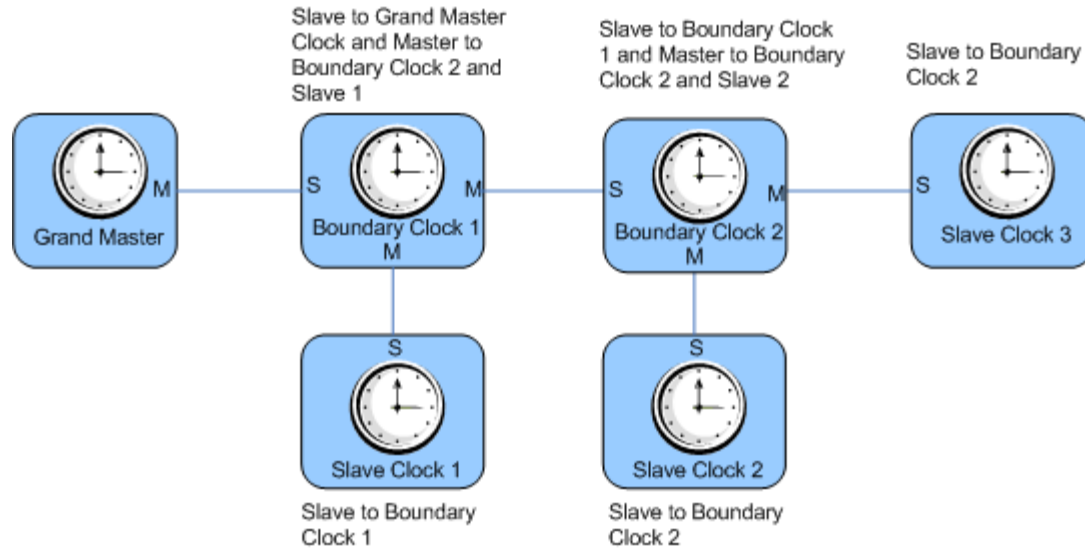 Slave to Grand Master
Clock and Master to
Boundary Clock 2 and
Slave 1
Slave to Boundary Clock
1 and Master to Boundary
Clock 2 and Slave 2
Slave to Boundary
Clock 2
M
Grand Master
S
M
Boundary Clock 1
M
S
M
Boundary Clock 2
M
S
Slave Clock 3
S
Slave Clock 1
S
Slave Clock 2
Slave to Boundary
Clock 1
Slave to Boundary
Clock 2